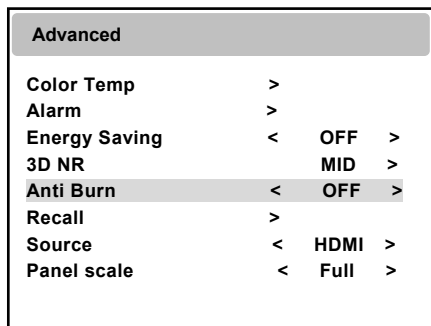 Advanced
Color Temp >
Alarm >
Energy Saving < OFF >
3D NR MID >
Anti Burn < OFF >
Recall >
Source < HDMI >
Panel scale < Full >